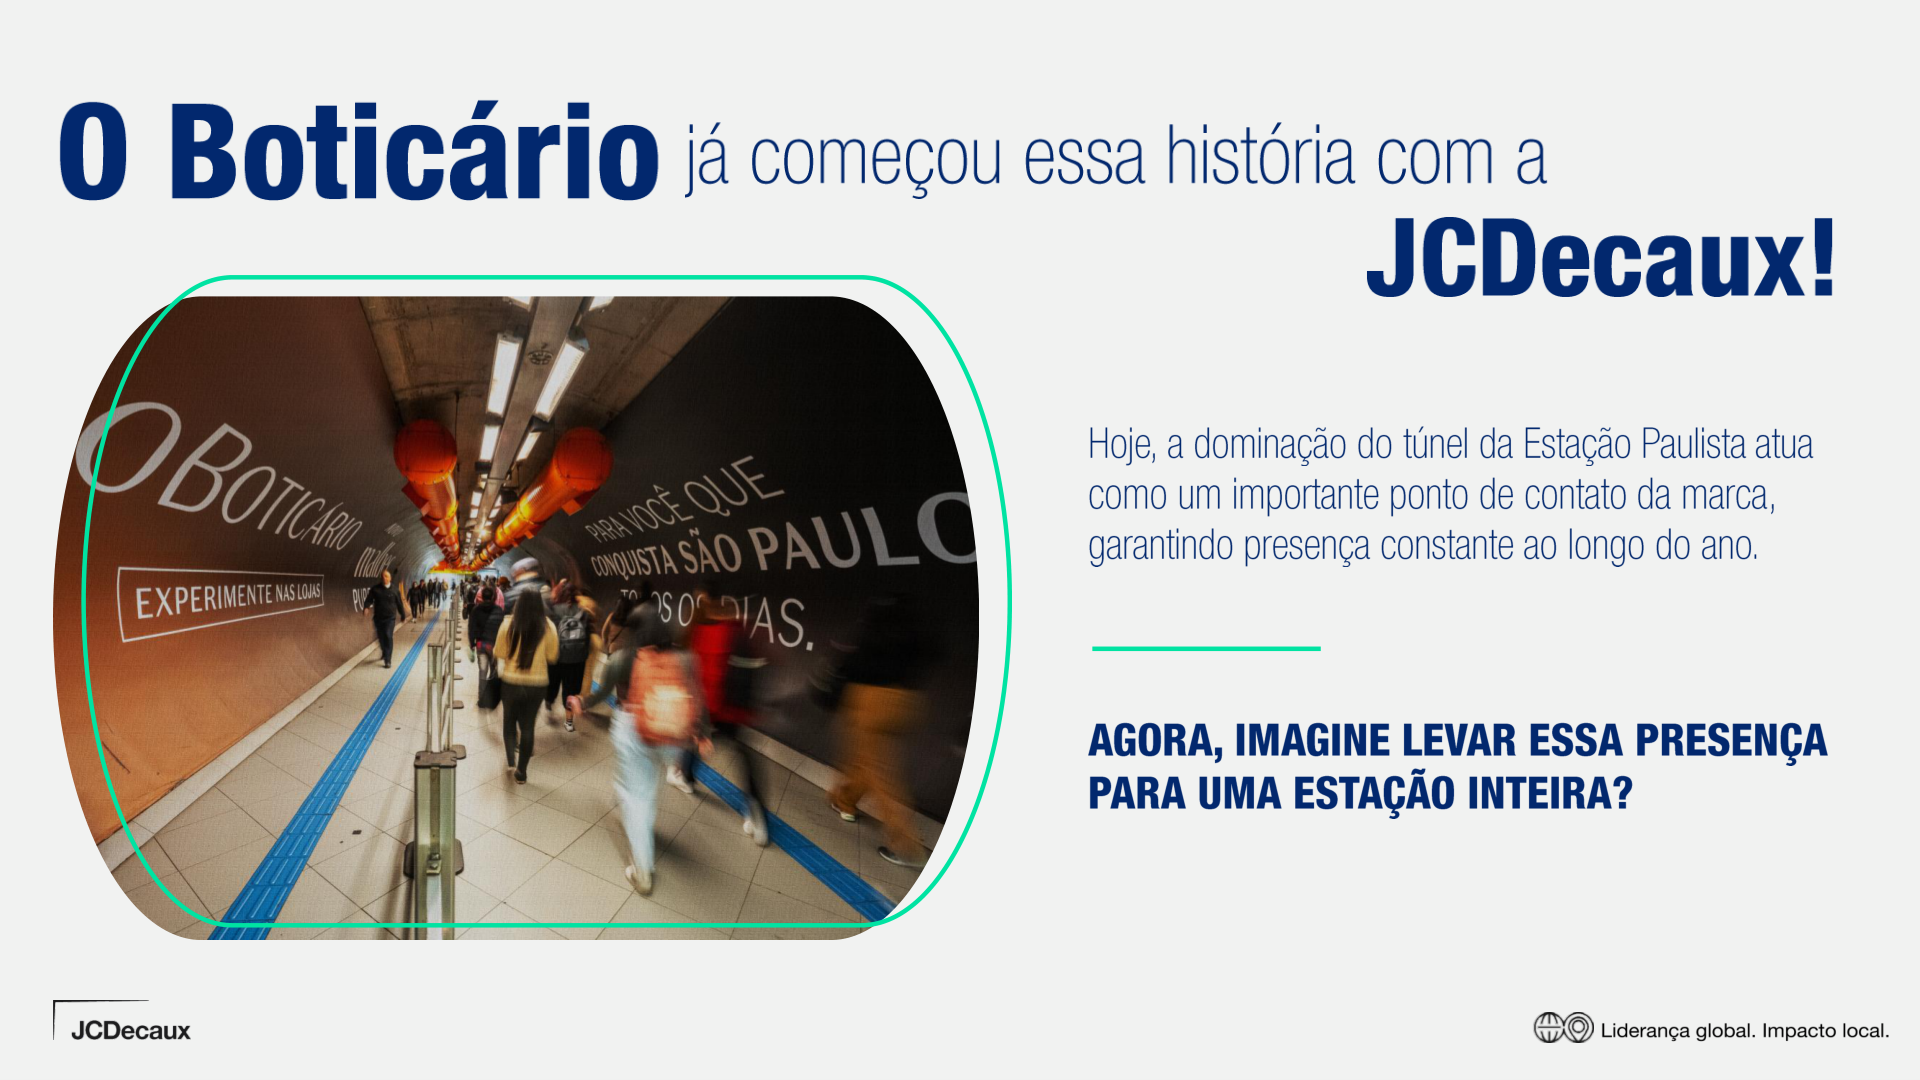 O Boticário já começou essa história com a
JCDecaux!
OBOTICÁRIO
EXPERIMENTE NAS LOJAS
PARA VOCÊ QUE
CONQUISTA SÃO PAULO
DIAS.
Hoje, a dominação do túnel da Estação Paulista atua
como um importante ponto de contato da marca,
garantindo presença constante ao longo do ano.
AGORA, IMAGINE LEVAR ESSA PRESENÇA
PARA UMA ESTAÇÃO INTEIRA?
JCDecaux
Liderança global. Impacto local.